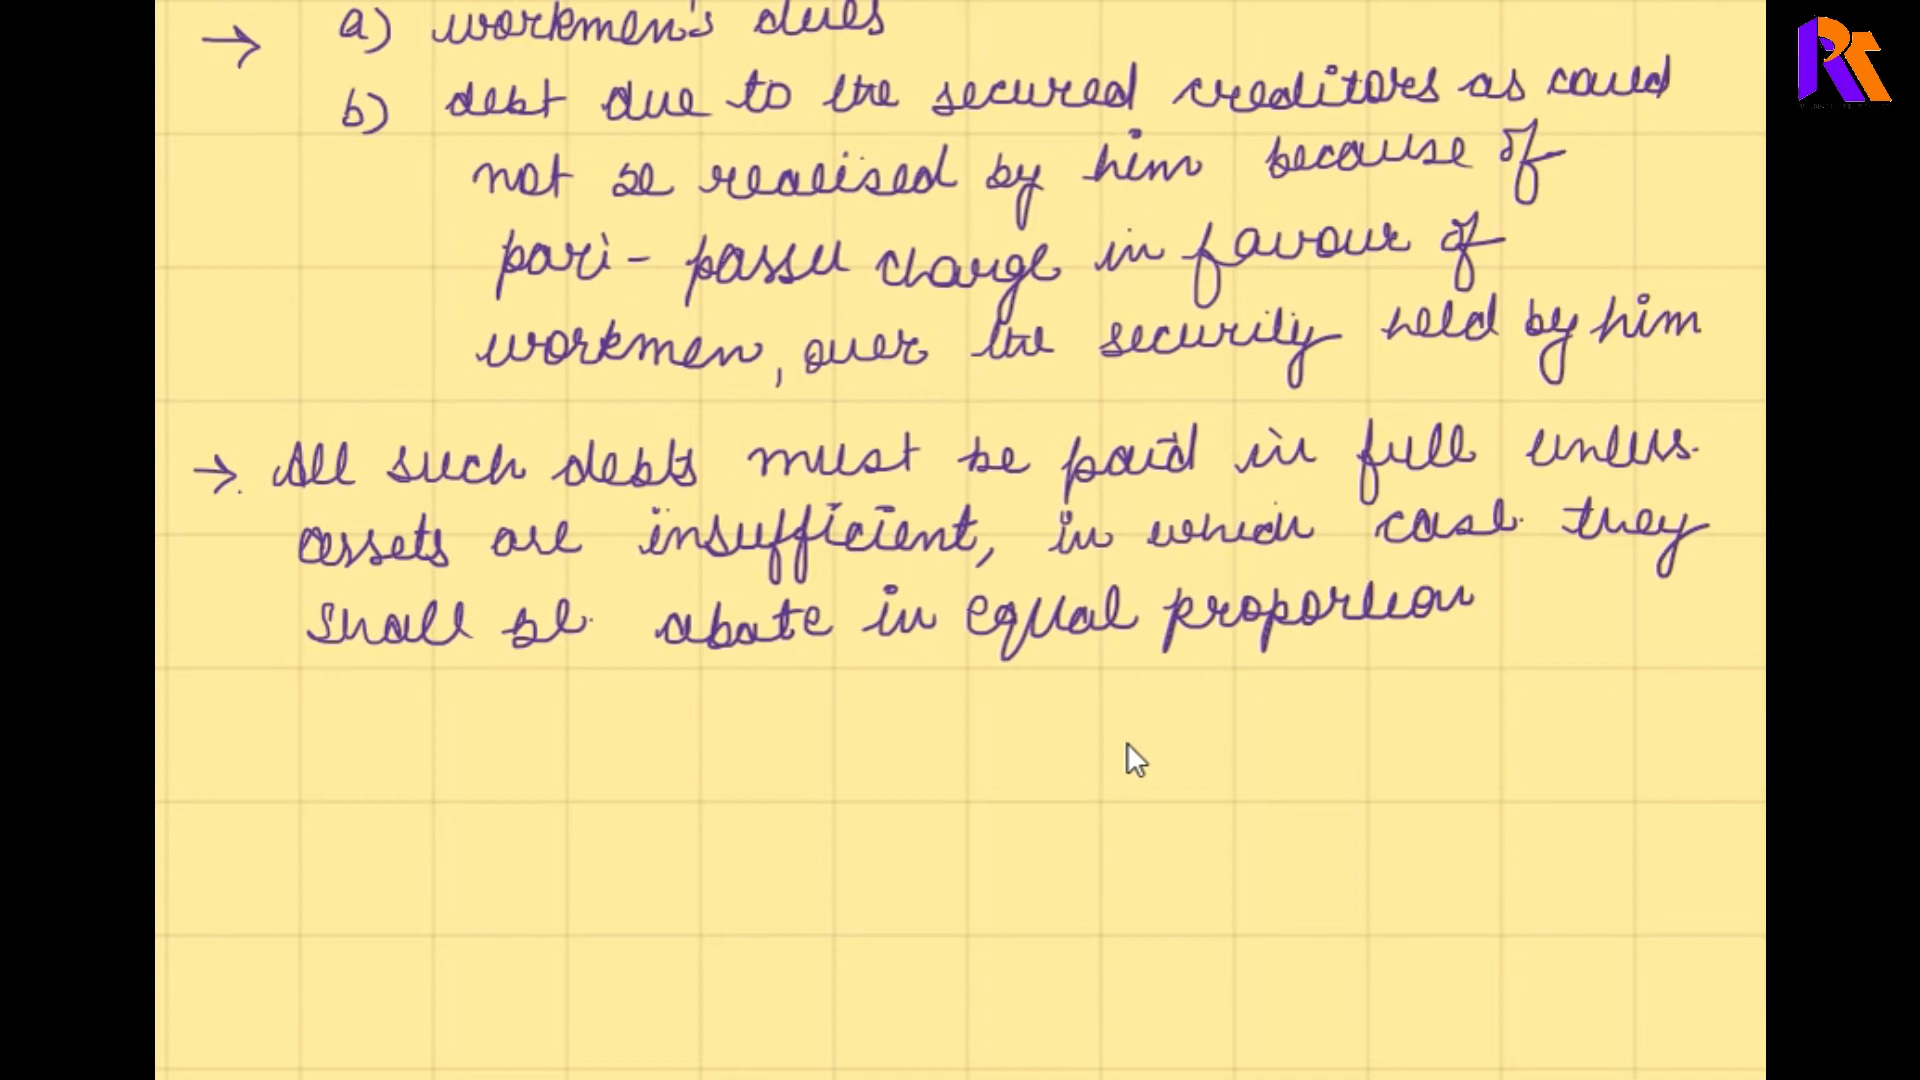 → a) workmen's dues
b) debt due to the secured creditors as could
not be realised by him because of
pari - passu charge in favour of
workmen, over the security held by him
→ All such debts must be paid in full unless
assets are insufficient, in which case they
shall be abate in equal proportion